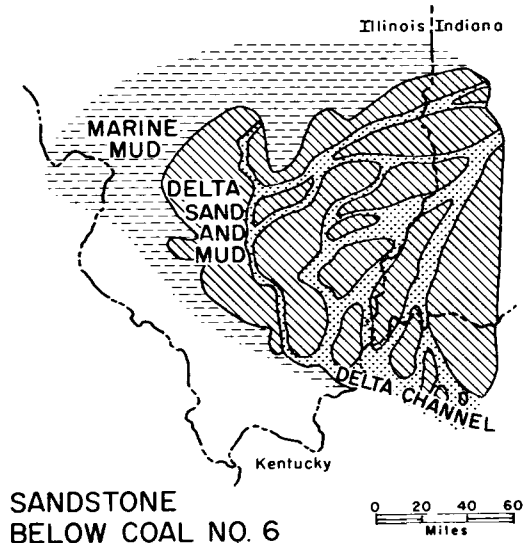 Illinois Indiana
MARINE
MUD
DELTA
SAND
AND
MUD
DELTA CHANNEL
Kentucky
SANDSTONE
BELOW COAL NO. 6
0 20 40 60
Miles